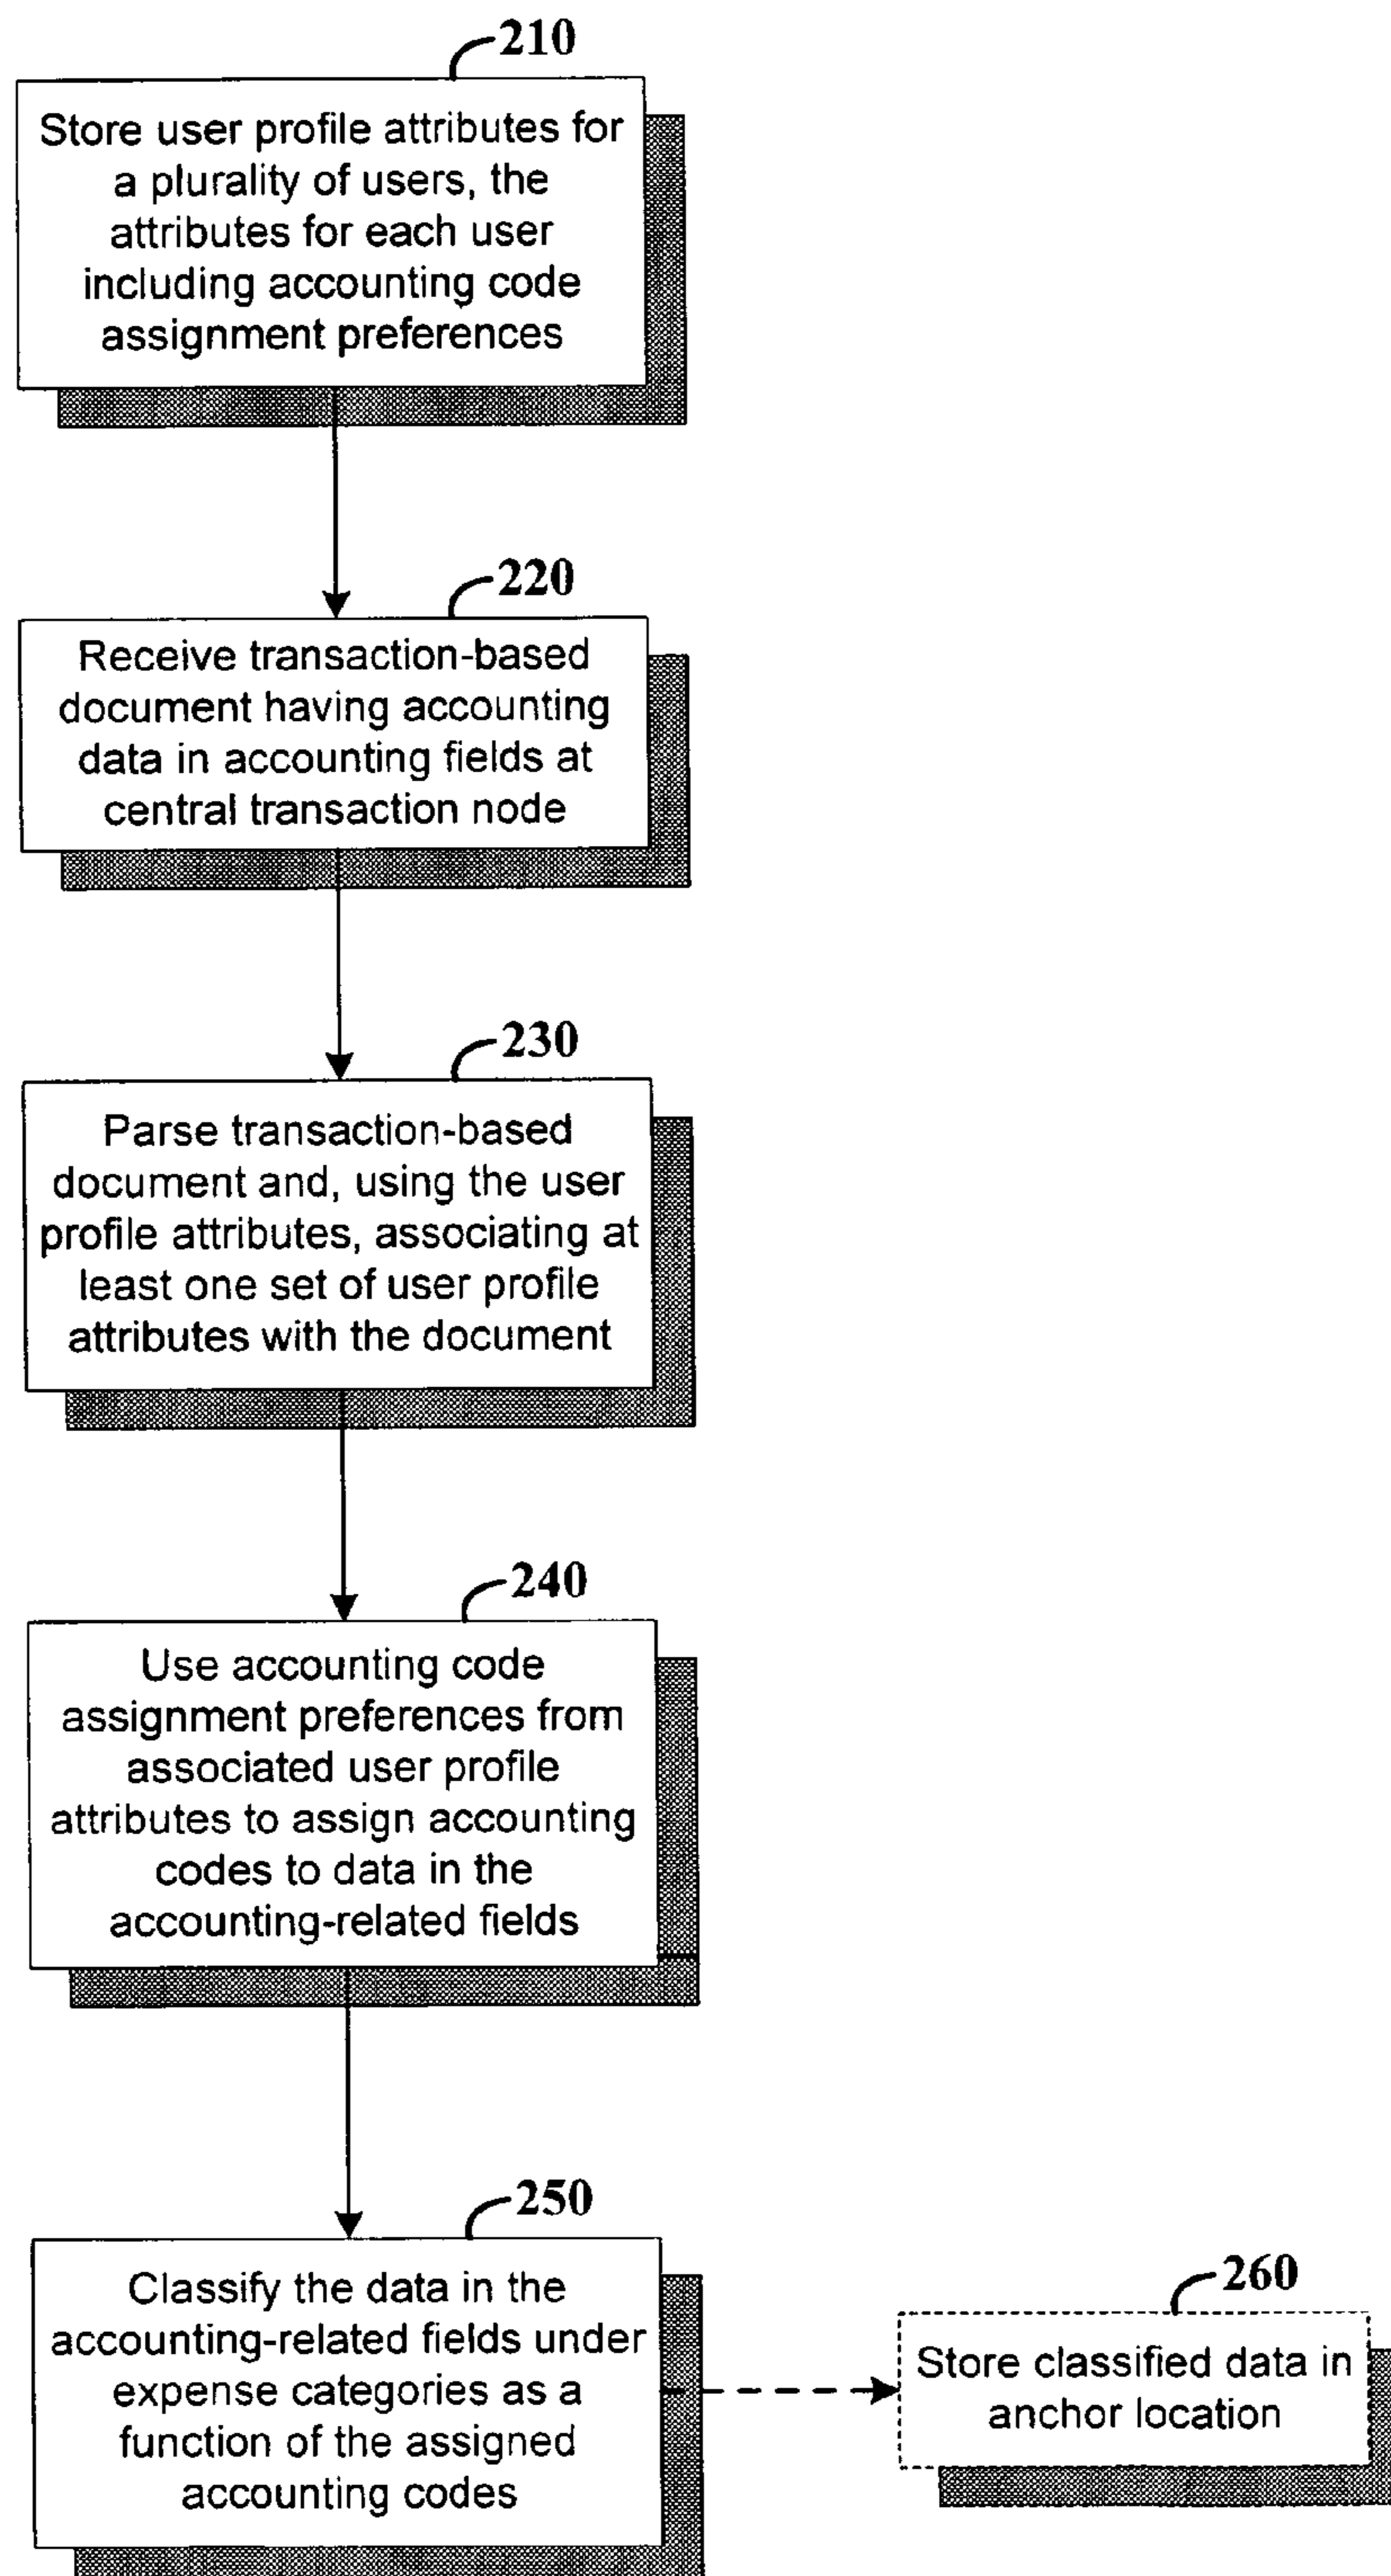 210
Store user profile attributes for
a plurality of users, the
attributes for each user
including accounting code
assignment preferences
220
Receive transaction-based
document having accounting
data in accounting fields at
central transaction node
230
Parse transaction-based
document and, using the user
profile attributes, associating at
least one set of user profile
attributes with the document
240
Use accounting code
assignment preferences from
associated user profile
attributes to assign accounting
codes to data in the
accounting-related fields
250
Classify the data in the
accounting-related fields under
expense categories as a
function of the assigned
accounting codes
260
Store classified data in
anchor location